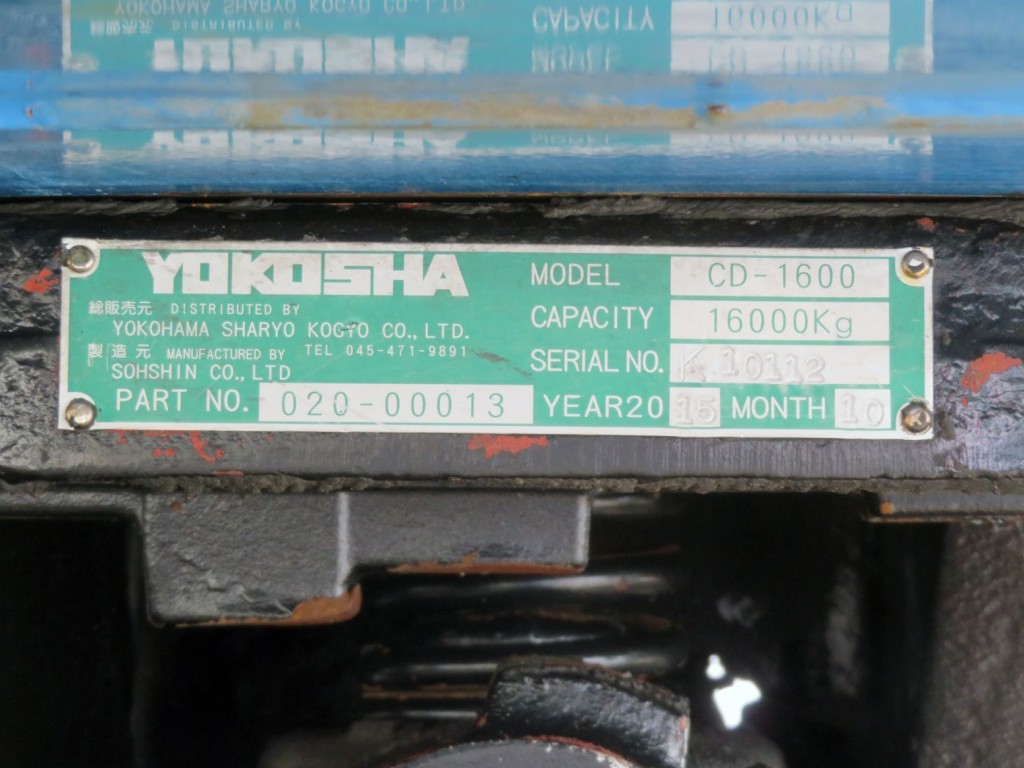 YOKOSHA
総販売元 DISTRIBUTED BY
YOKOHAMA SHARYO KOGYO CO., LTD.
製造元 MANUFACTURED BY TEL 045-471-9891
SOHSHIN CO., LTD
PART NO. 020-00013
MODEL CD-1600
CAPACITY 16000Kg
SERIAL NO. K 10112
YEAR20 15 MONTH 10